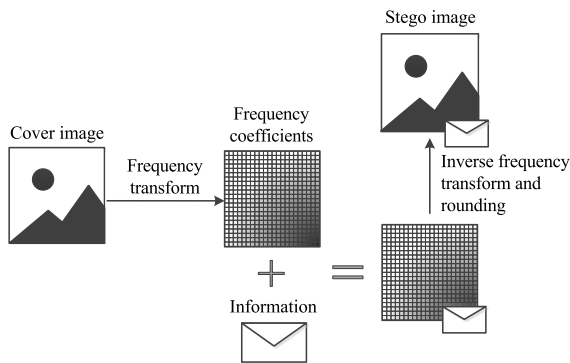 Stego image
Cover image
Frequency
coefficients
Frequency
transform
Inverse frequency
transform and
rounding
Information